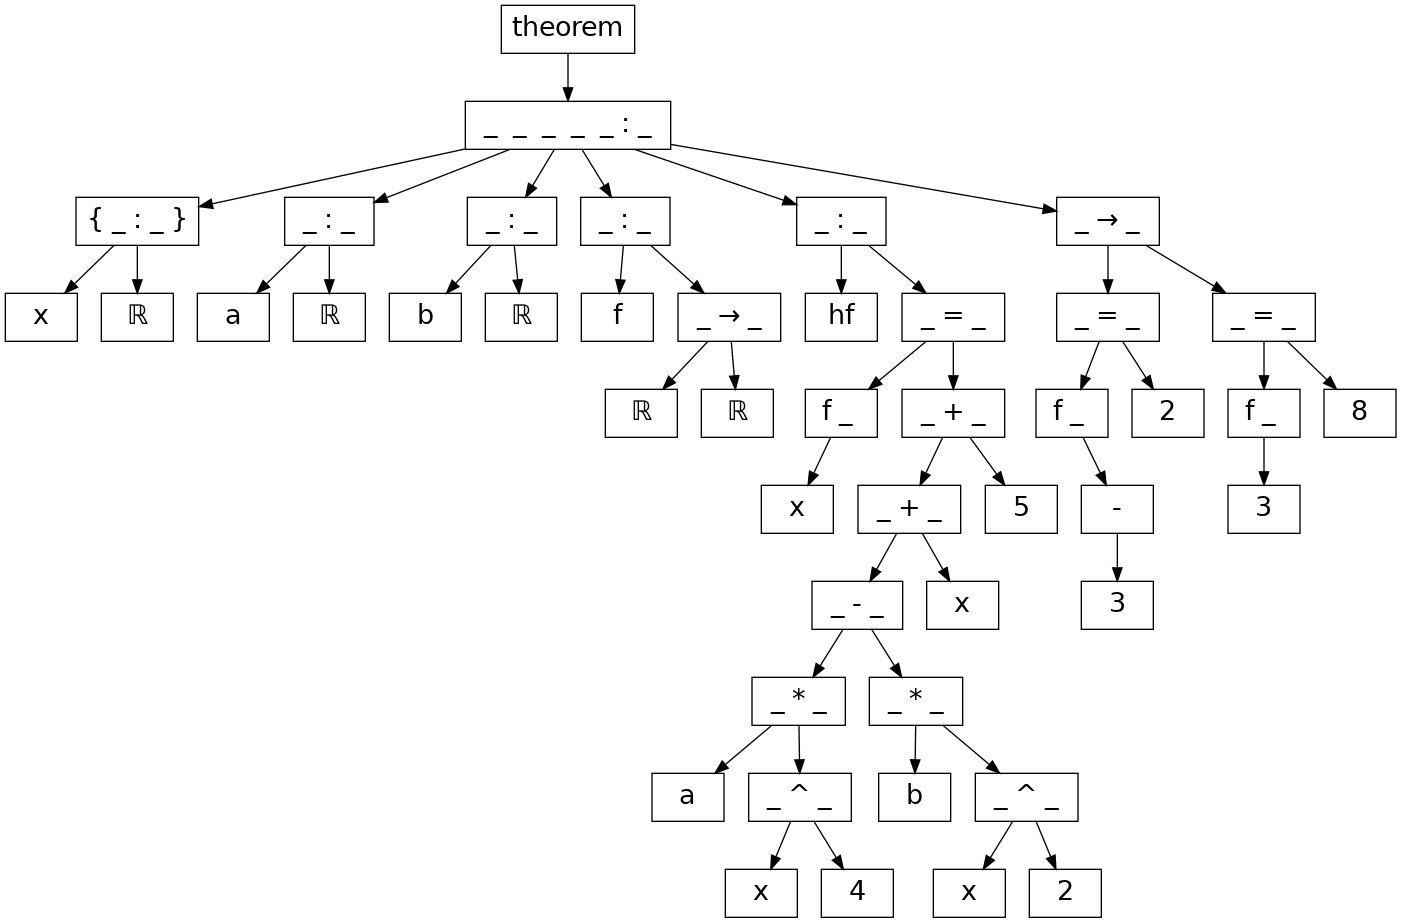 theorem
_ _ _ _ _ : _
{ _ : _ } _ : _ _ : _ _ : _ _ : _ _ → _
x ℝ a ℝ b ℝ f _ → _ hf _ = _ _ = _ _ = _
ℝ ℝ f _ _ + _ f _ 2 f _ 8
x _ + _ 5 - 3
_ - _ x 3
_ * _ _ * _
a _ ^ _ b _ ^ _
x 4 x 2